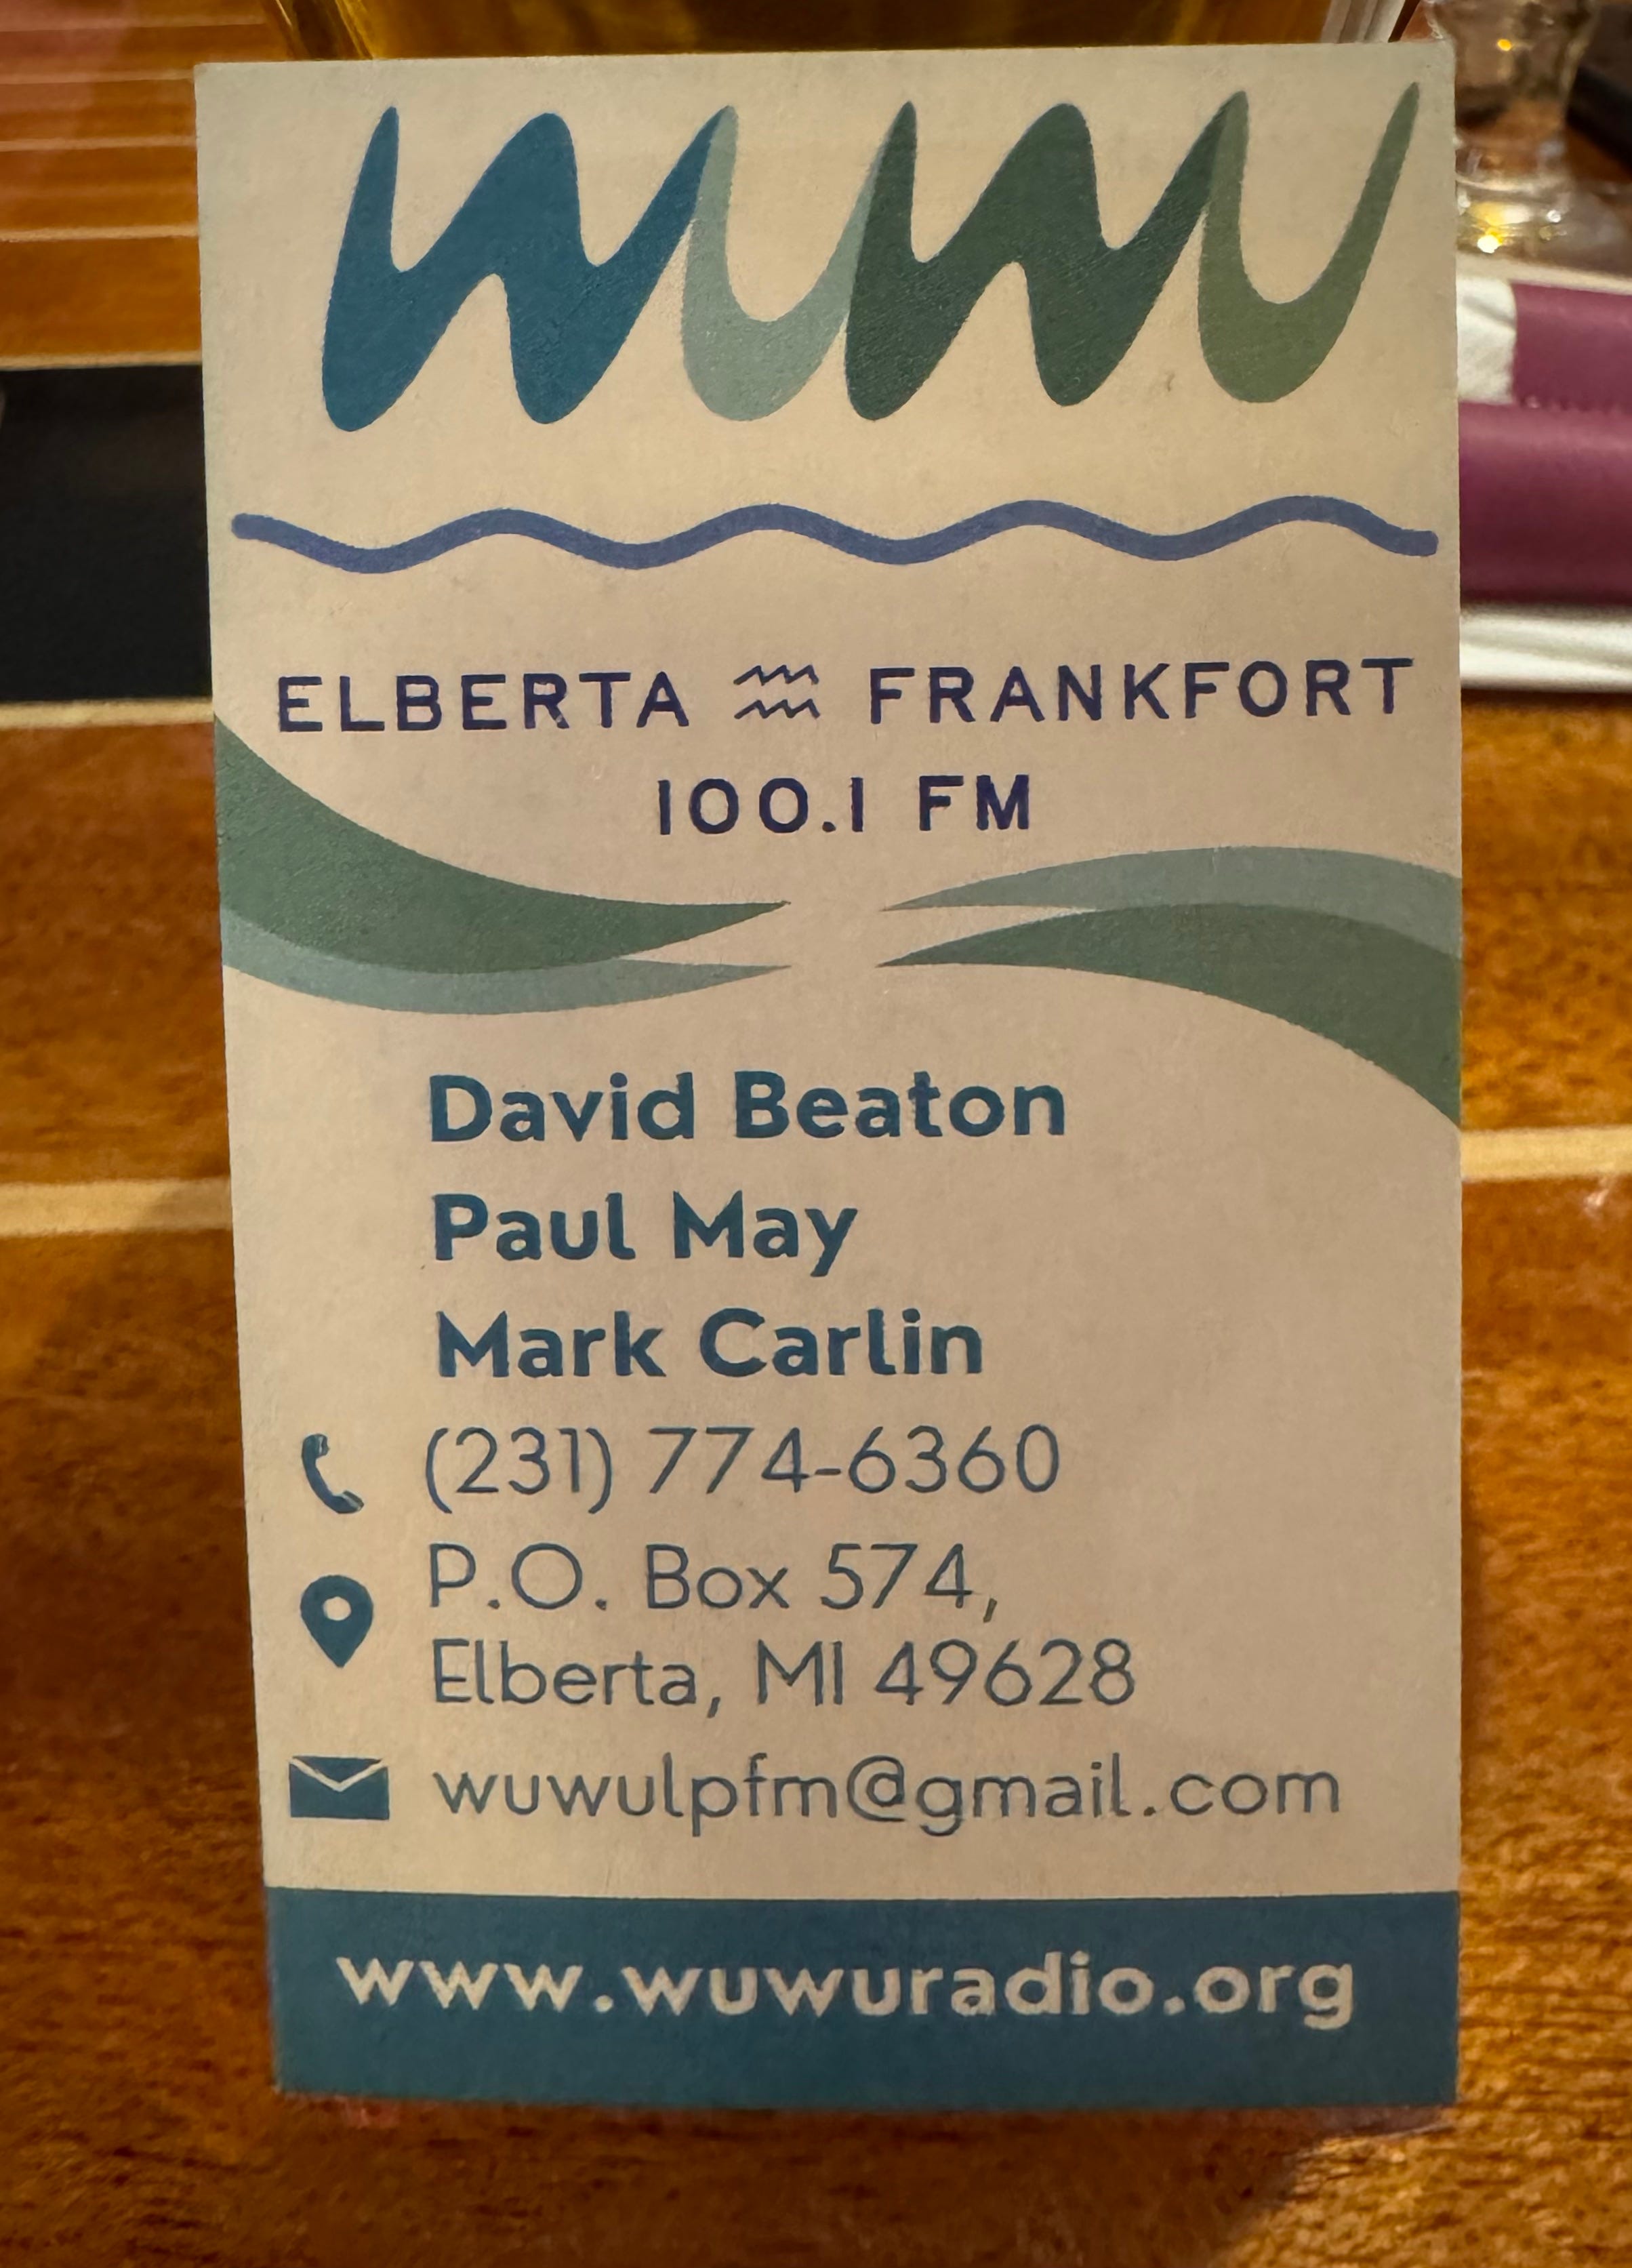 wuwu
ELBERTA FRANKFORT
100.1 FM
David Beaton
Paul May
Mark Carlin
(231) 774-6360
P.O. Box 574,
Elberta, MI 49628
wuwulpfm@gmail.com
www.wuwuradio.org